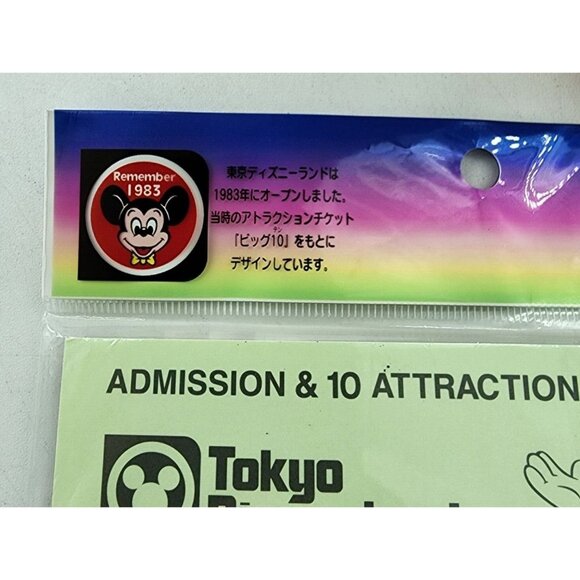 Remember
1983
東京ディズニーランドは
1983年にオープンしました。
当時のアトラクションチケット
テン
「ビッグ10」をもとに
デザインしています。
ADMISSION & 10 ATTRACTION
Tokyo